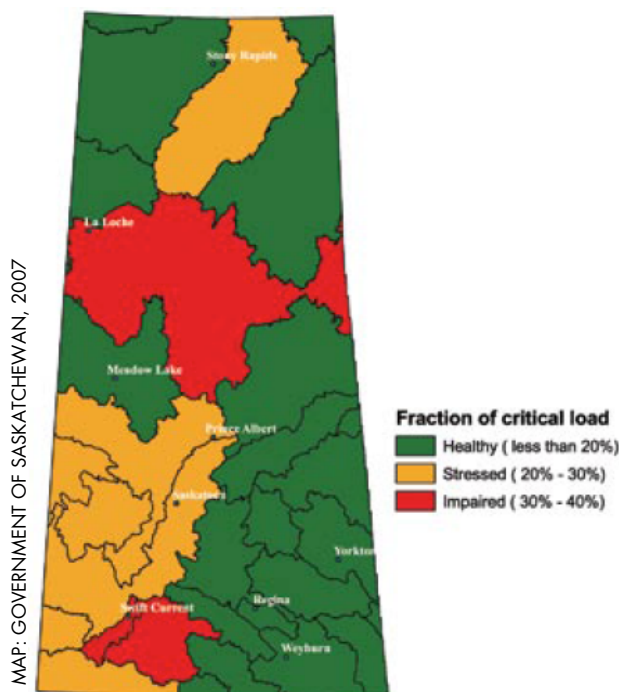 Stony Rapids
La Loche
Meadow Lake
Prince Albert
Saskatoon
Yorkton
Swift Current
Regina
Weyburn
Fraction of critical load
Healthy ( less than 20%)
Stressed ( 20% - 30%)
Impaired ( 30% - 40%)
MAP: GOVERNMENT OF SASKATCHEWAN, 2007